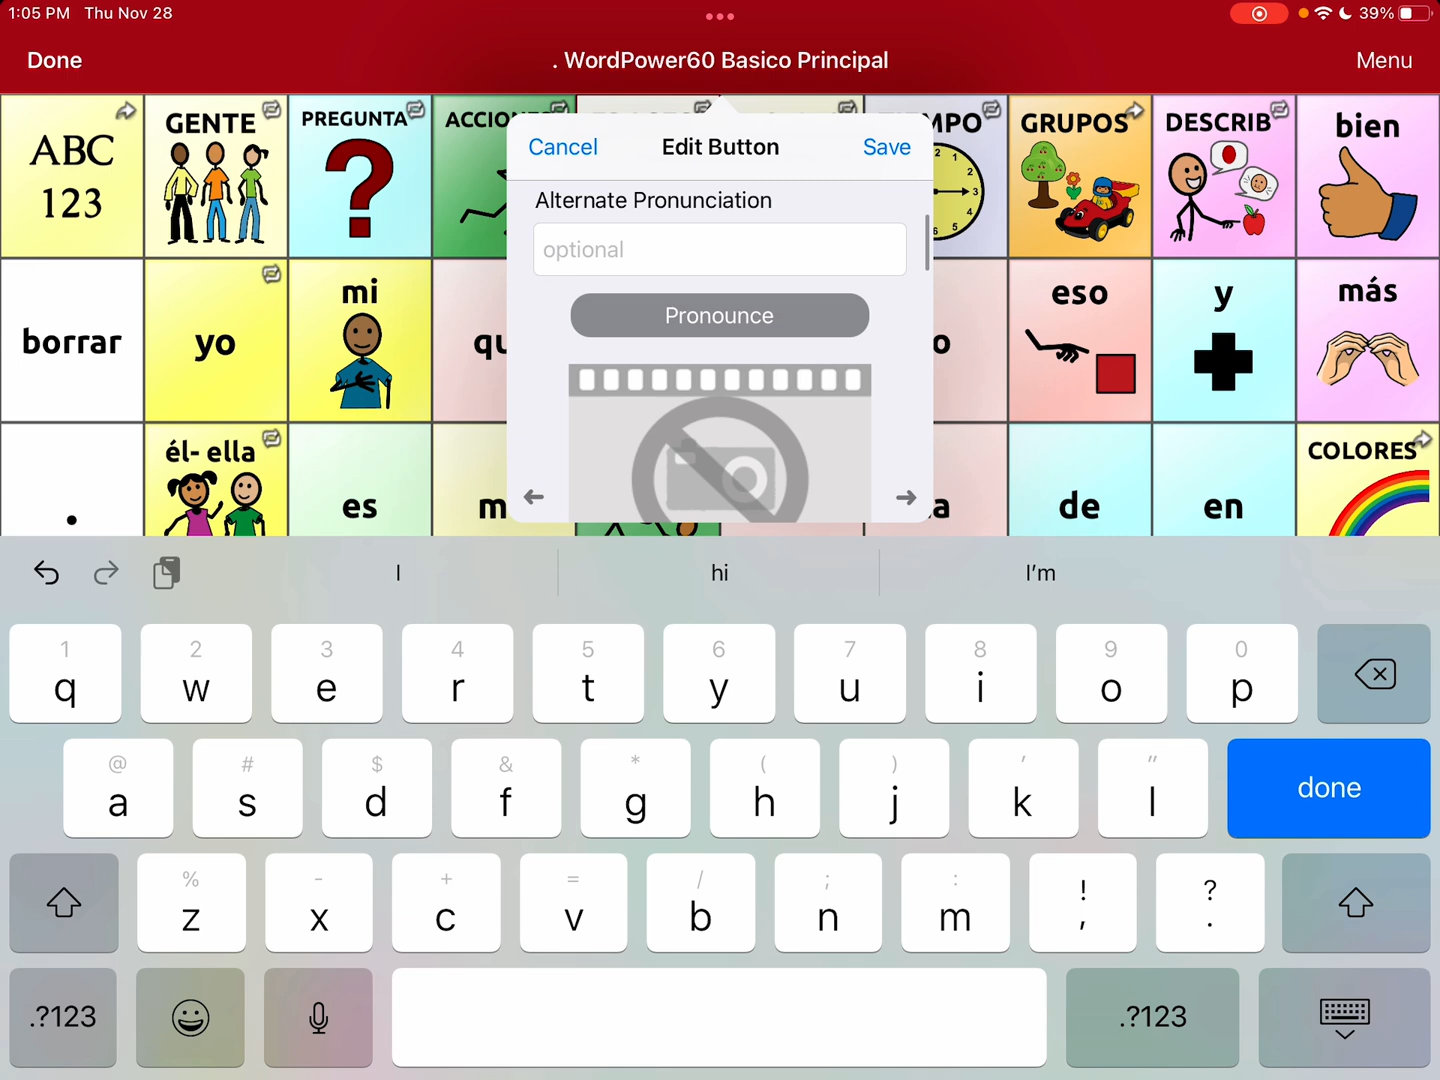 1:05 PM Thu Nov 28
39%
Done
. WordPower60 Basico Principal
Menu
ABC
123
GENTE
PREGUNTA
GRUPOS
DESCRIB
bien
Cancel
Edit Button
Save
Alternate Pronunciation
optional
Pronounce
borrar
yo
mi
eso
y
más
.
él- ella
es
de
en
COLORES
I
hi
I'm
1 2 3 4 5 6 7 8 9 0
q w e r t y u i o p
@ # $ & * ( ) ' "
a s d f g h j k l
done
% - + = / ; : ! ?
z x c v b n m , .
.?123
.?123